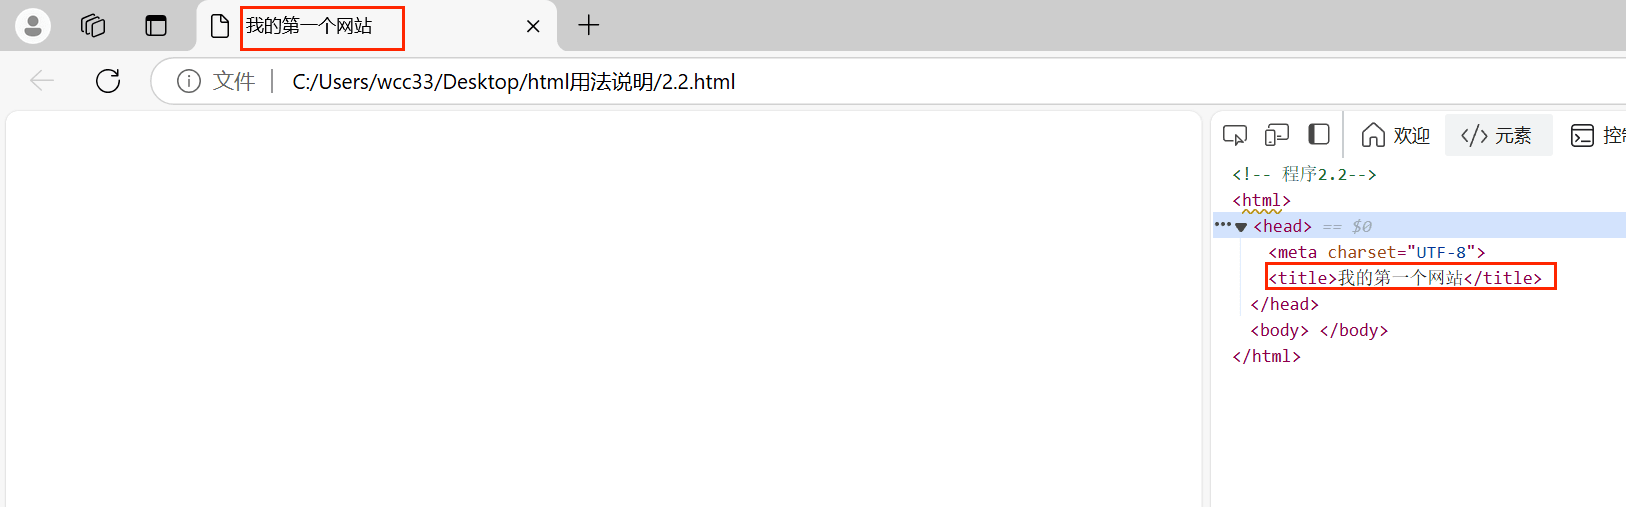 我的第一个网站
文件 C:/Users/wcc33/Desktop/html用法说明/2.2.html
欢迎 </> 元素 控制
<!-- 程序2.2-->
<html>
••• ▼ <head> == $0
<meta charset="UTF-8">
<title>我的第一个网站</title>
</head>
<body> </body>
</html>